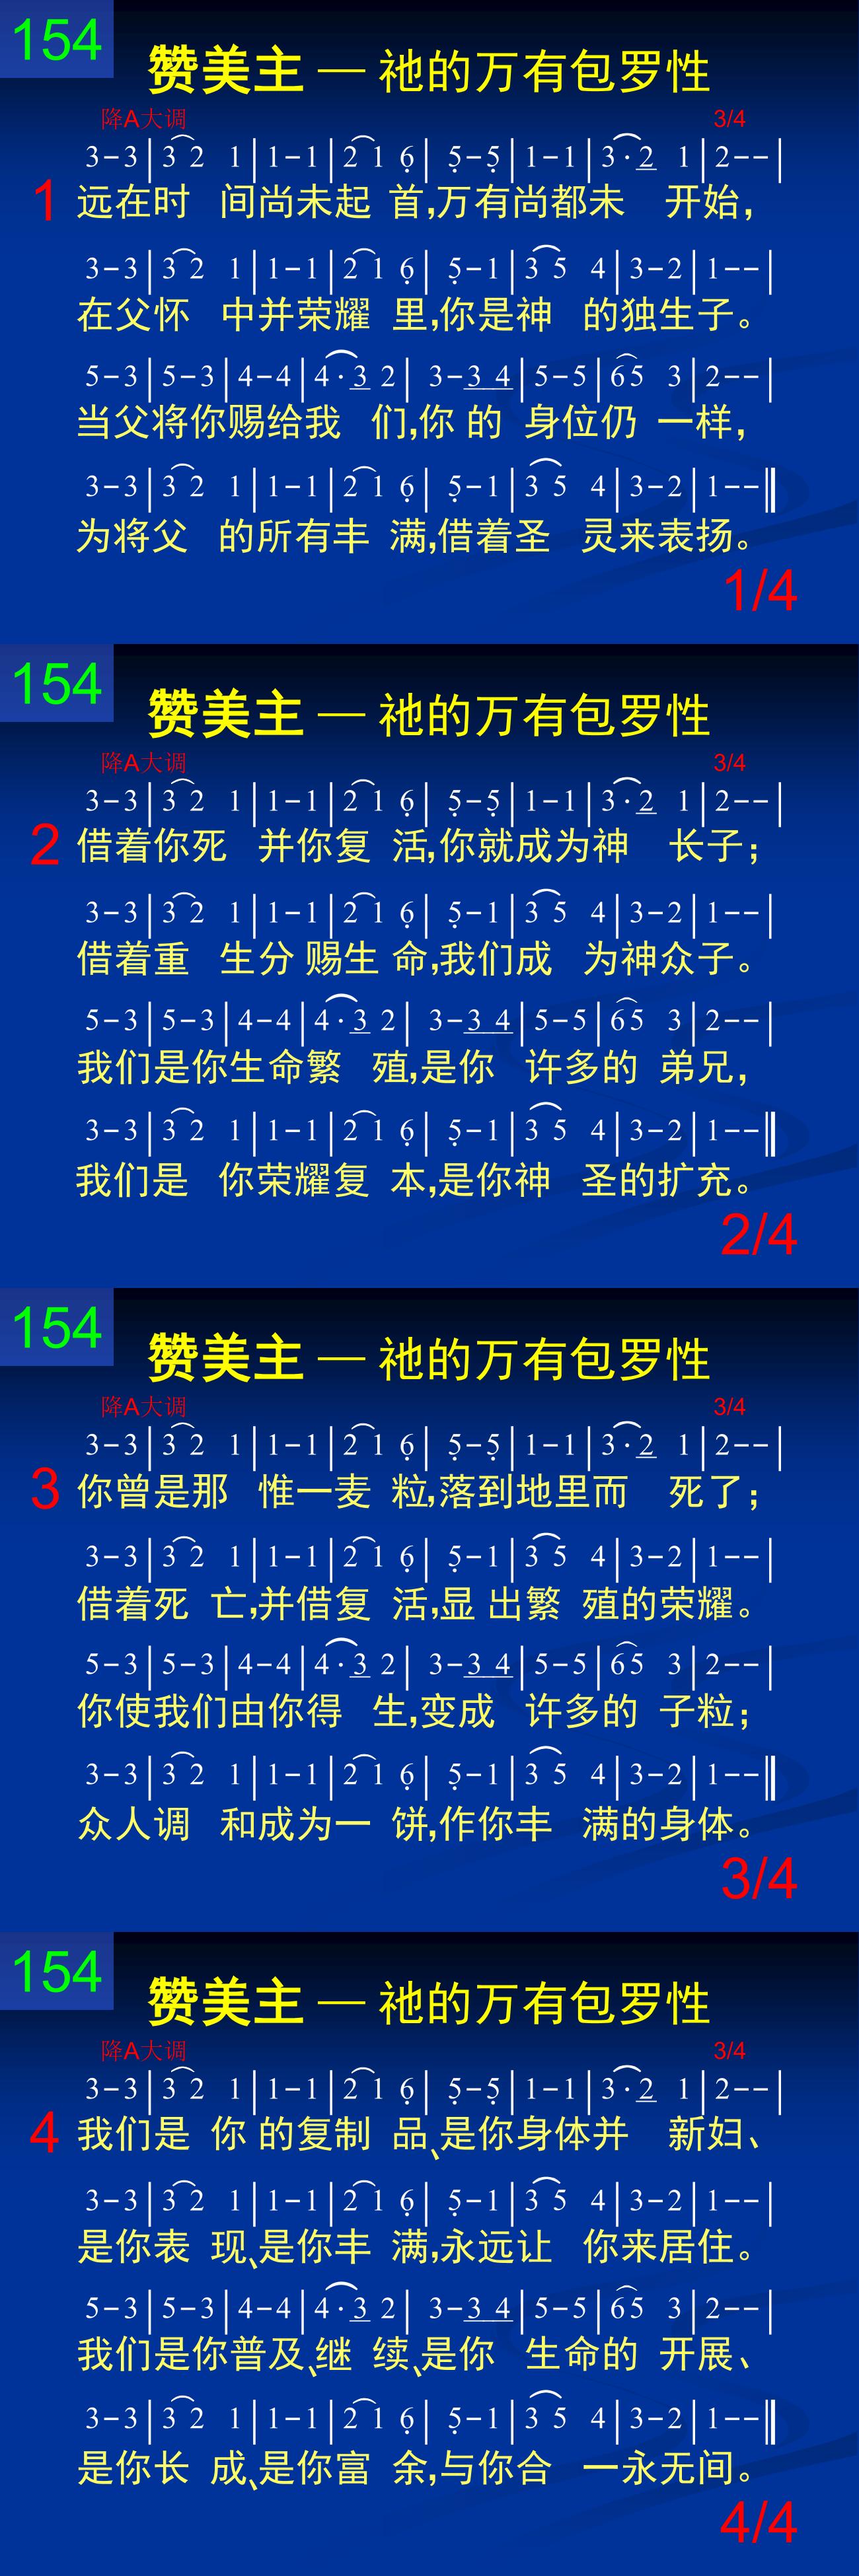 154
赞美主 — 祂的万有包罗性
降A大调 3/4
3-3|3 2 1|1-1|2 1 6̣|5̣-5̣|1-1|3·2 1|2--|
1 远在时 间尚未起 首,万有尚都未 开始,
3-3|3 2 1|1-1|2 1 6̣|5̣-1|3 5 4|3-2|1--|
在父怀 中并荣耀 里,你是神 的独生子。
5-3|5-3|4-4|4·3 2|3-3 4|5-5|65 3|2--|
当父将你赐给我 们,你 的 身位仍 一样,
3-3|3 2 1|1-1|2 1 6̣|5̣-1|3 5 4|3-2|1--‖
为将父 的所有丰 满,借着圣 灵来表扬。
1/4
154
赞美主 — 祂的万有包罗性
降A大调 3/4
3-3|3 2 1|1-1|2 1 6̣|5̣-5̣|1-1|3·2 1|2--|
2 借着你死 并你复 活,你就成为神 长子;
3-3|3 2 1|1-1|2 1 6̣|5̣-1|3 5 4|3-2|1--|
借着重 生分 赐生 命,我们成 为神众子。
5-3|5-3|4-4|4·3 2|3-3 4|5-5|65 3|2--|
我们是你生命繁 殖,是你 许多的 弟兄,
3-3|3 2 1|1-1|2 1 6̣|5̣-1|3 5 4|3-2|1--‖
我们是 你荣耀复 本,是你神 圣的扩充。
2/4
154
赞美主 — 祂的万有包罗性
降A大调 3/4
3-3|3 2 1|1-1|2 1 6̣|5̣-5̣|1-1|3·2 1|2--|
3 你曾是那 惟一麦 粒,落到地里而 死了;
3-3|3 2 1|1-1|2 1 6̣|5̣-1|3 5 4|3-2|1--|
借着死 亡,并借复 活,显 出繁 殖的荣耀。
5-3|5-3|4-4|4·3 2|3-3 4|5-5|65 3|2--|
你使我们由你得 生,变成 许多的 子粒;
3-3|3 2 1|1-1|2 1 6̣|5̣-1|3 5 4|3-2|1--‖
众人调 和成为一 饼,作你丰 满的身体。
3/4
154
赞美主 — 祂的万有包罗性
降A大调 3/4
3-3|3 2 1|1-1|2 1 6̣|5̣-5̣|1-1|3·2 1|2--|
4 我们是 你 的复制 品、是你身体并 新妇、
3-3|3 2 1|1-1|2 1 6̣|5̣-1|3 5 4|3-2|1--|
是你表 现、是你丰 满,永远让 你来居住。
5-3|5-3|4-4|4·3 2|3-3 4|5-5|65 3|2--|
我们是你普及、继 续、是你 生命的 开展、
3-3|3 2 1|1-1|2 1 6̣|5̣-1|3 5 4|3-2|1--‖
是你长 成、是你富 余,与你合 一永无间。
4/4